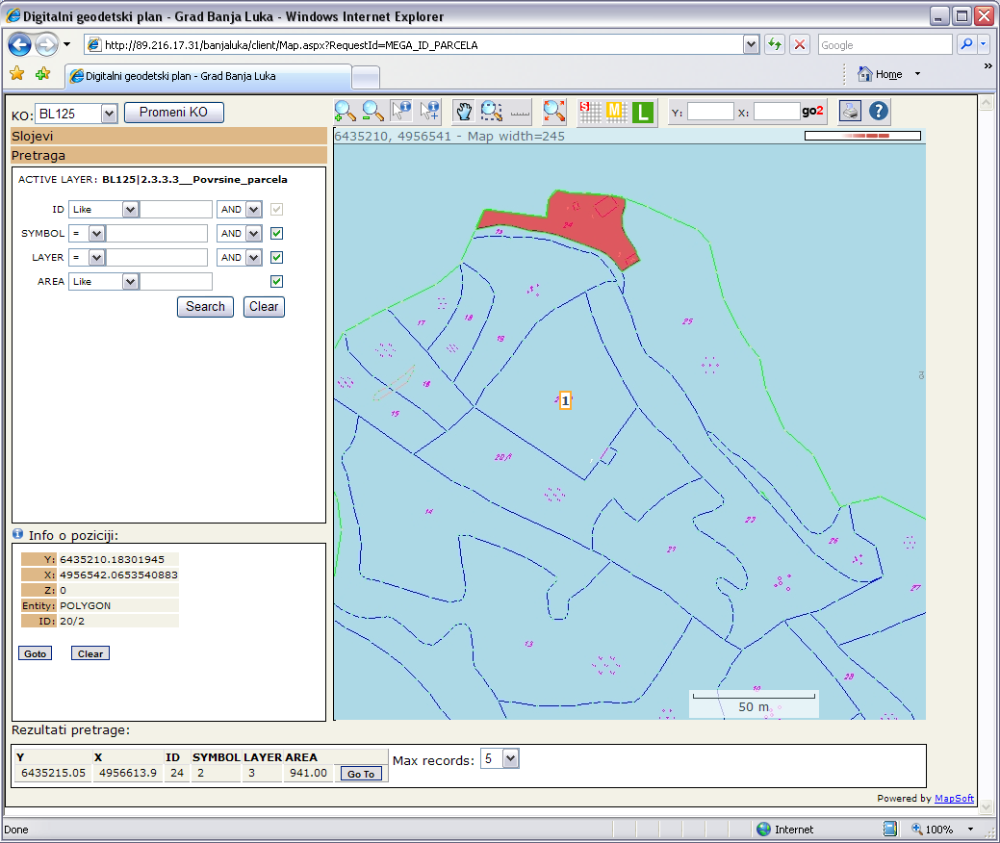 Digitalni geodetski plan - Grad Banja Luka - Windows Internet Explorer
http://89.216.17.31/banjaluka/client/Map.aspx?RequestId=MEGA_ID_PARCELA
Google
Digitalni geodetski plan - Grad Banja Luka
Home
KO: BL125 Promeni KO
S M L Y: X: go2
Slojevi
Pretraga
6435210, 4956541 - Map width=245
ACTIVE LAYER: BL125|2.3.3.3__Povrsine_parcela
ID Like AND
SYMBOL = AND
LAYER = AND
AREA Like
Search Clear
24
73
25
17
18
19
16
15
1
20/1
14
23
26
21
27
13
28
10
50 m
Info o poziciji:
Y: 6435210.18301945
X: 4956542.0653540883
Z: 0
Entity: POLYGON
ID: 20/2
Goto Clear
Rezultati pretrage:
Y X ID SYMBOL LAYER AREA
6435215.05 4956613.9 24 2 3 941.00 Go To
Max records: 5
Powered by MapSoft
Done Internet 100%